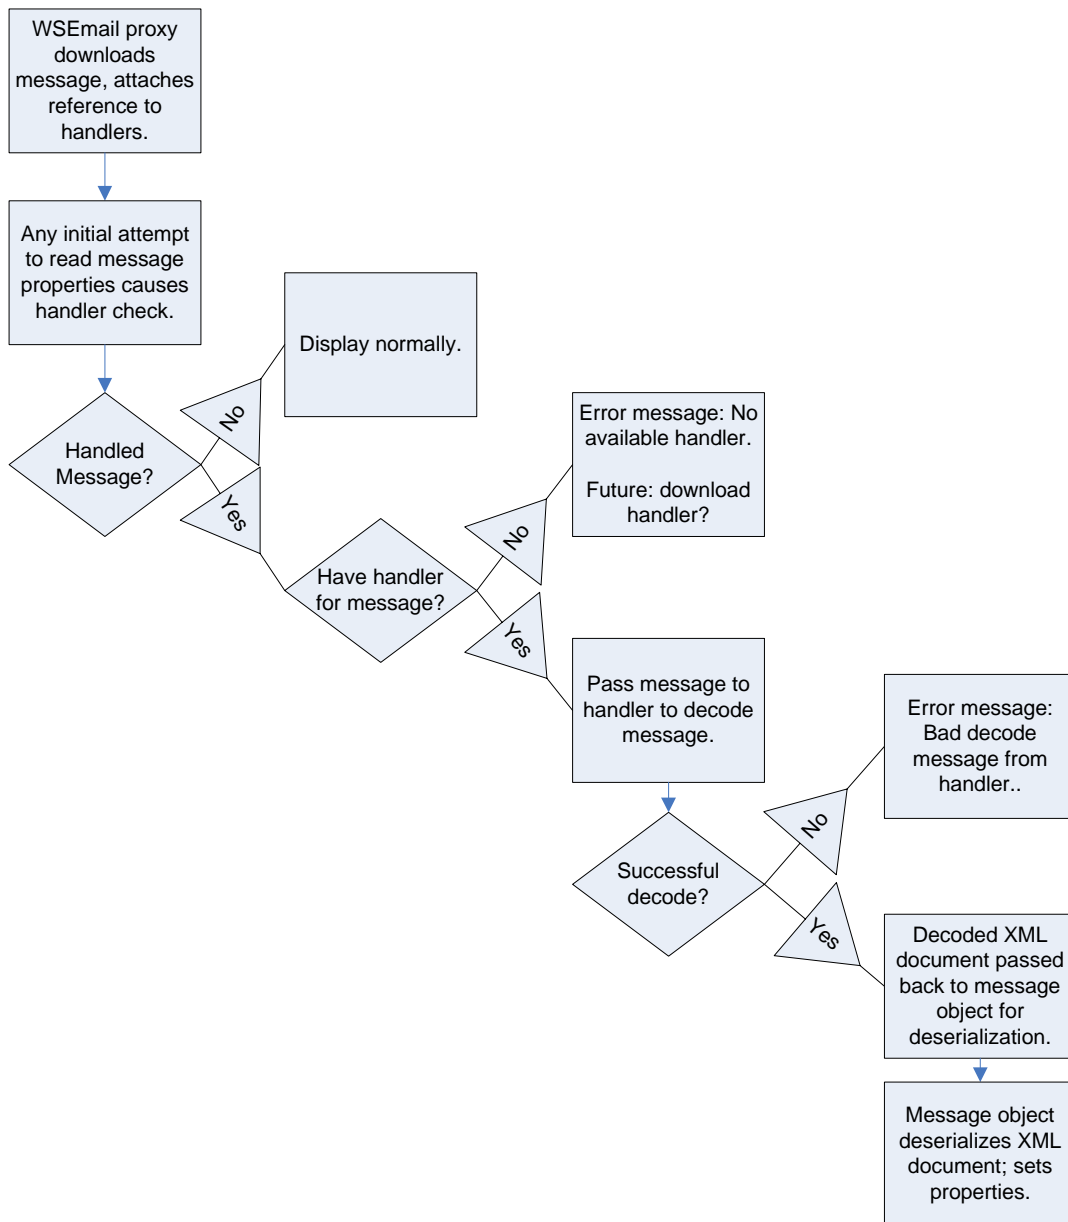 WSEmail proxy
downloads
message, attaches
reference to
handlers.
Any initial attempt
to read message
properties causes
handler check.
Display normally.
No
Handled
Message?
Yes
Error message: No
available handler.
Future: download
handler?
No
Have handler
for message?
Yes
Pass message to
handler to decode
message.
Error message:
Bad decode
message from
handler..
No
Successful
decode?
Yes
Decoded XML
document passed
back to message
object for
deserialization.
Message object
deserializes XML
document; sets
properties.